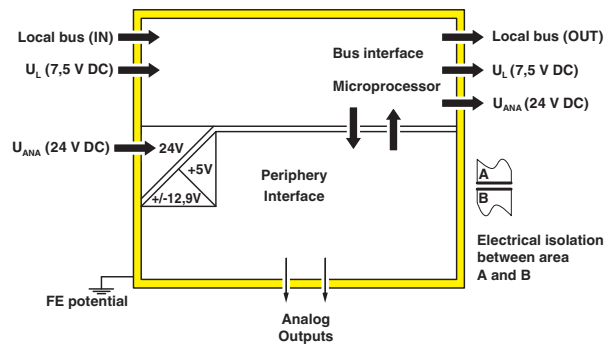 Local bus (IN)
U_L (7,5 V DC)
U_ANA (24 V DC)
24V
+5V
+/-12,9V
Bus interface
Microprocessor
Periphery
Interface
Local bus (OUT)
U_L (7,5 V DC)
U_ANA (24 V DC)
A
B
Electrical isolation
between area
A and B
FE potential
Analog
Outputs